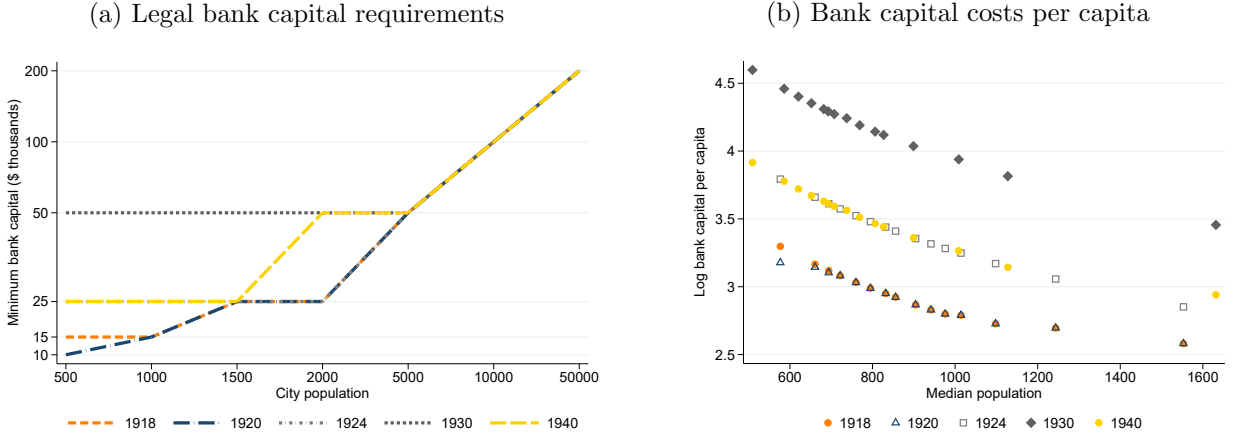 (a) Legal bank capital requirements
Minimum bank capital ($ thousands)
200
100
50
25
15
10
500 1000 1500 2000 5000 10000 50000
City population
1918 1920 1924 1930 1940
(b) Bank capital costs per capita
Log bank capital per capita
4.5
4
3.5
3
2.5
600 800 1000 1200 1400 1600
Median population
1918 1920 1924 1930 1940